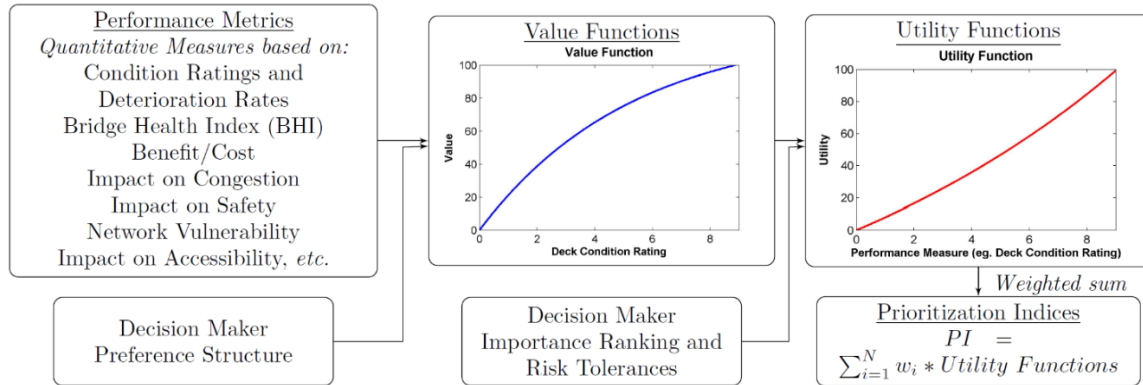 Performance Metrics
Quantitative Measures based on:
Condition Ratings and
Deterioration Rates
Bridge Health Index (BHI)
Benefit/Cost
Impact on Congestion
Impact on Safety
Network Vulnerability
Impact on Accessibility, etc.
Decision Maker
Preference Structure
Value Functions
Value Function
100
80
60
40
20
0
Value
0 2 4 6 8
Deck Condition Rating
Decision Maker
Importance Ranking and
Risk Tolerances
Utility Functions
Utility Function
100
80
60
40
20
0
Utility
0 2 4 6 8
Performance Measure (eg. Deck Condition Rating)
Weighted sum
Prioritization Indices
PI =
∑_{i=1}^{N} w_i * Utility Functions